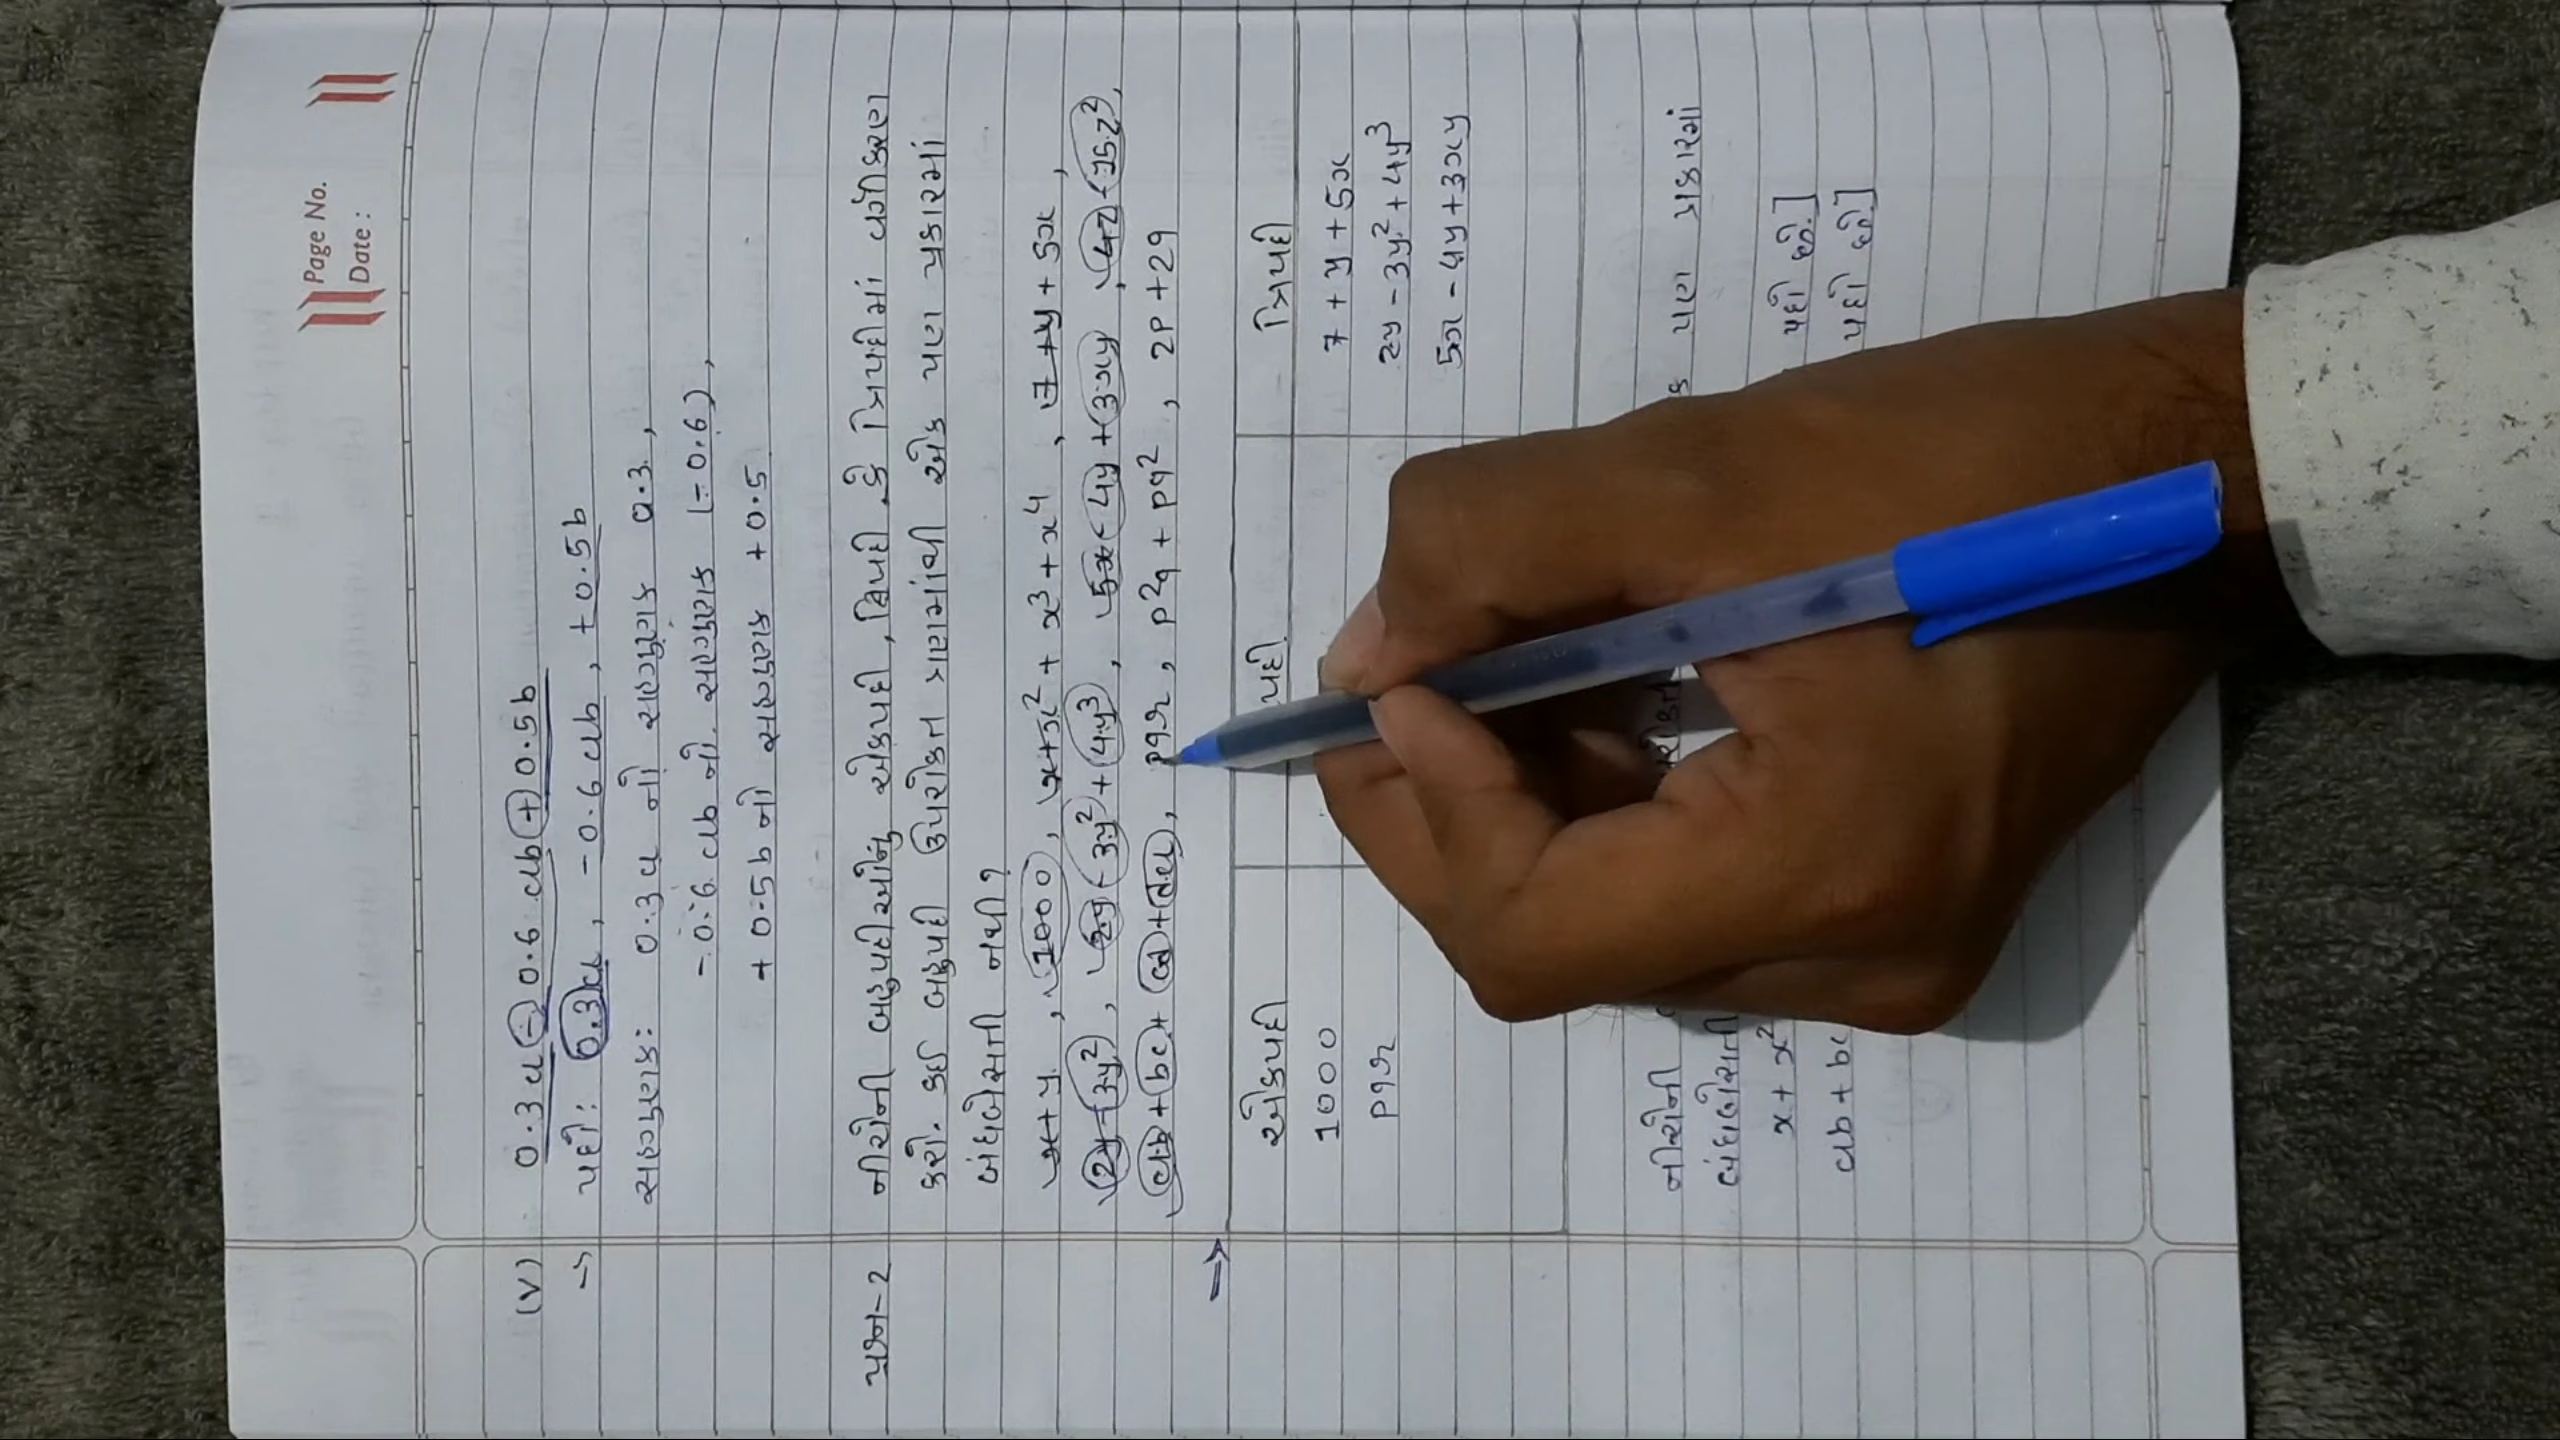 Page No.
Date :
(V) 0.3a - 0.6ab + 0.5b
→ પદો : 0.3a, -0.6ab, +0.5b
સહગુણક : 0.3a નો સહગુણક 0.3,
-0.6ab નો સહગુણક (-0.6),
+0.5b નો સહગુણક +0.5
પ્રશ્ન-2 નીચેની બહુપદીઓનું એકપદી, દ્વિપદી કે ત્રિપદીમાં વર્ગીકરણ
કરો. કઈ બહુપદી ઉપરોક્ત ત્રણમાંથી એક પણ પ્રકારમાં
બંધબેસતી નથી?
x+y, 1000, x+x²+x³+x⁴, 7+y+5x,
2y-3y², 2y-3y²+4y³, 5x-4y+3xy, 4z-15z²,
ab+bc+cd+da, pqr, p²q+pq², 2p+2q
→ એકપદી પદી ત્રિપદી
1000 7+y+5x
pqr 2y-3y²+4y³
5x-4y+3xy
નીચેની પણ પ્રકારમાં
બંધબેસતી
x+x² પદો છે.]
ab+bc પદો છે.]